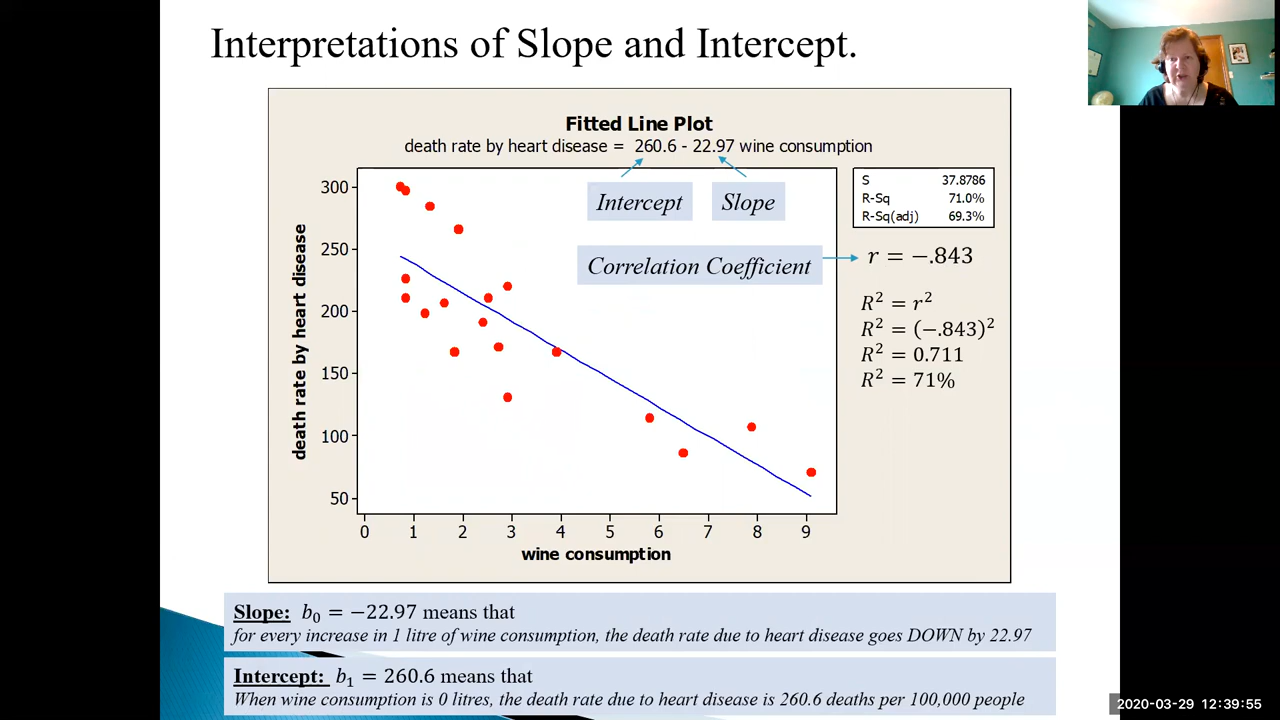 Interpretations of Slope and Intercept.
Fitted Line Plot
death rate by heart disease = 260.6 - 22.97 wine consumption
Intercept
Slope
Correlation Coefficient
S 37.8786
R-Sq 71.0%
R-Sq(adj) 69.3%
r = −.843
R² = r²
R² = (−.843)²
R² = 0.711
R² = 71%
death rate by heart disease
300
250
200
150
100
50
0 1 2 3 4 5 6 7 8 9
wine consumption
Slope: b₀ = −22.97 means that
for every increase in 1 litre of wine consumption, the death rate due to heart disease goes DOWN by 22.97
Intercept: b₁ = 260.6 means that
When wine consumption is 0 litres, the death rate due to heart disease is 260.6 deaths per 100,000 people
2020-03-29 12:39:55